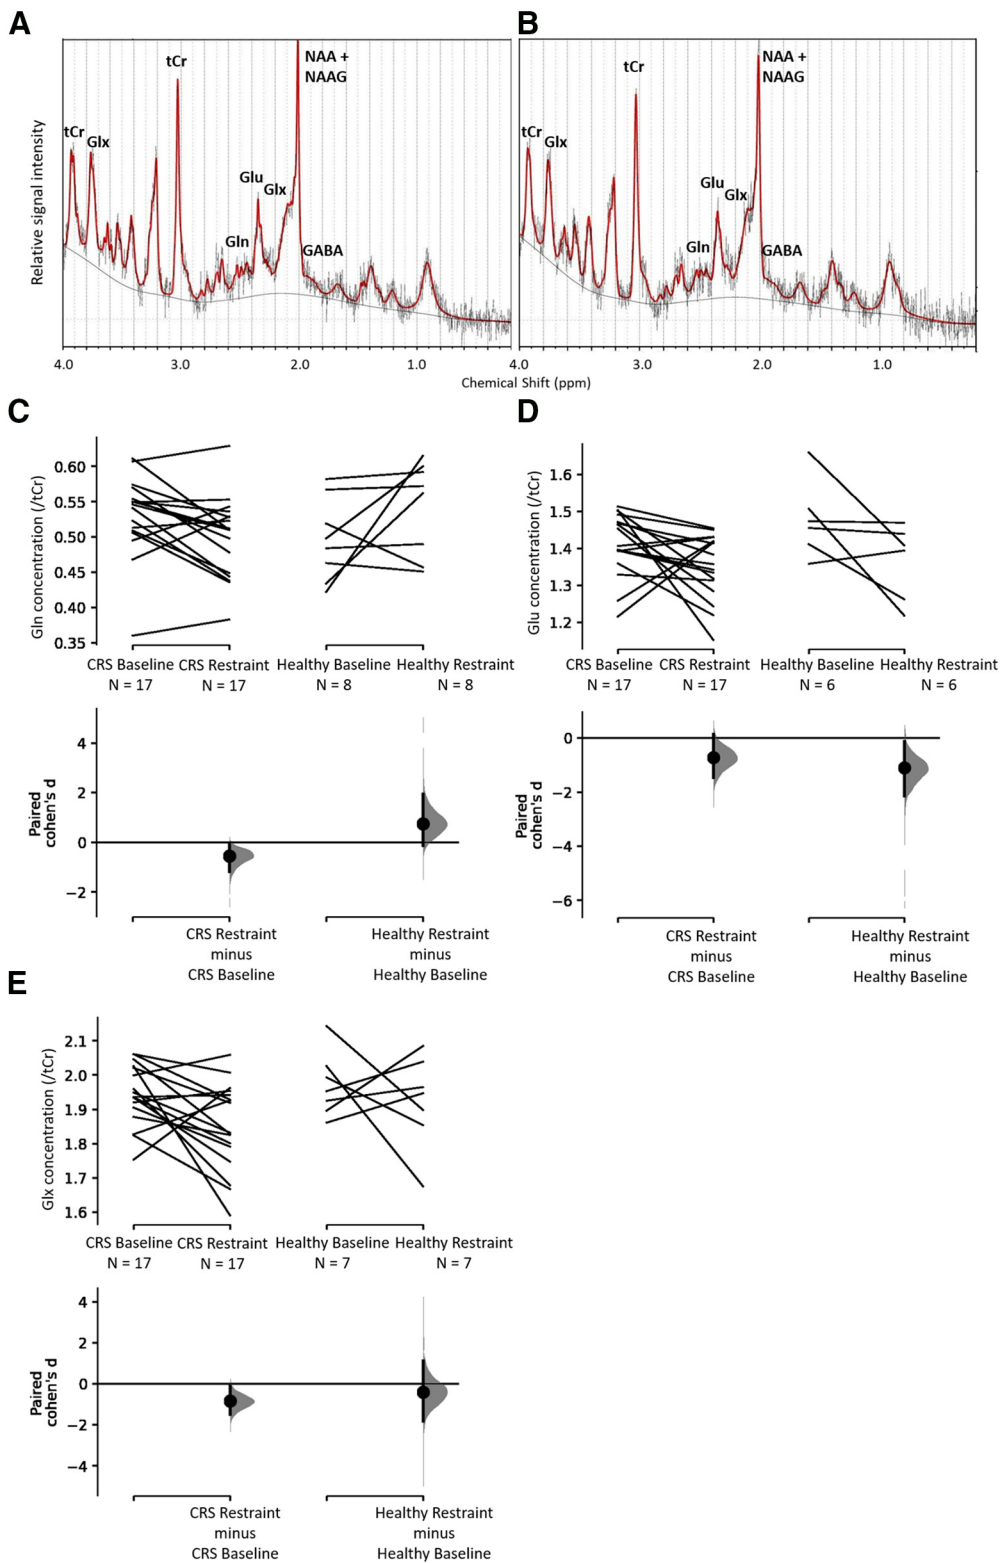 A
B
Relative signal intensity
tCr
Glx
tCr
NAA +
NAAG
Glu
Glx
Gln
GABA
tCr
Glx
tCr
NAA +
NAAG
Glu
Glx
Gln
GABA
4.0 3.0 2.0 1.0
4.0 3.0 2.0 1.0
Chemical Shift (ppm)
C
Gln concentration (/tCr)
0.60
0.55
0.50
0.45
0.40
0.35
CRS Baseline CRS Restraint Healthy Baseline Healthy Restraint
N = 17 N = 17 N = 8 N = 8
Paired
cohen's d
4
2
0
−2
CRS Restraint
minus
CRS Baseline
Healthy Restraint
minus
Healthy Baseline
D
Glu concentration (/tCr)
1.6
1.5
1.4
1.3
1.2
CRS Baseline CRS Restraint Healthy Baseline Healthy Restraint
N = 17 N = 17 N = 6 N = 6
Paired
cohen's d
0
−2
−4
−6
CRS Restraint
minus
CRS Baseline
Healthy Restraint
minus
Healthy Baseline
E
Glx concentration (/tCr)
2.1
2.0
1.9
1.8
1.7
1.6
CRS Baseline CRS Restraint Healthy Baseline Healthy Restraint
N = 17 N = 17 N = 7 N = 7
Paired
cohen's d
4
2
0
−2
−4
CRS Restraint
minus
CRS Baseline
Healthy Restraint
minus
Healthy Baseline